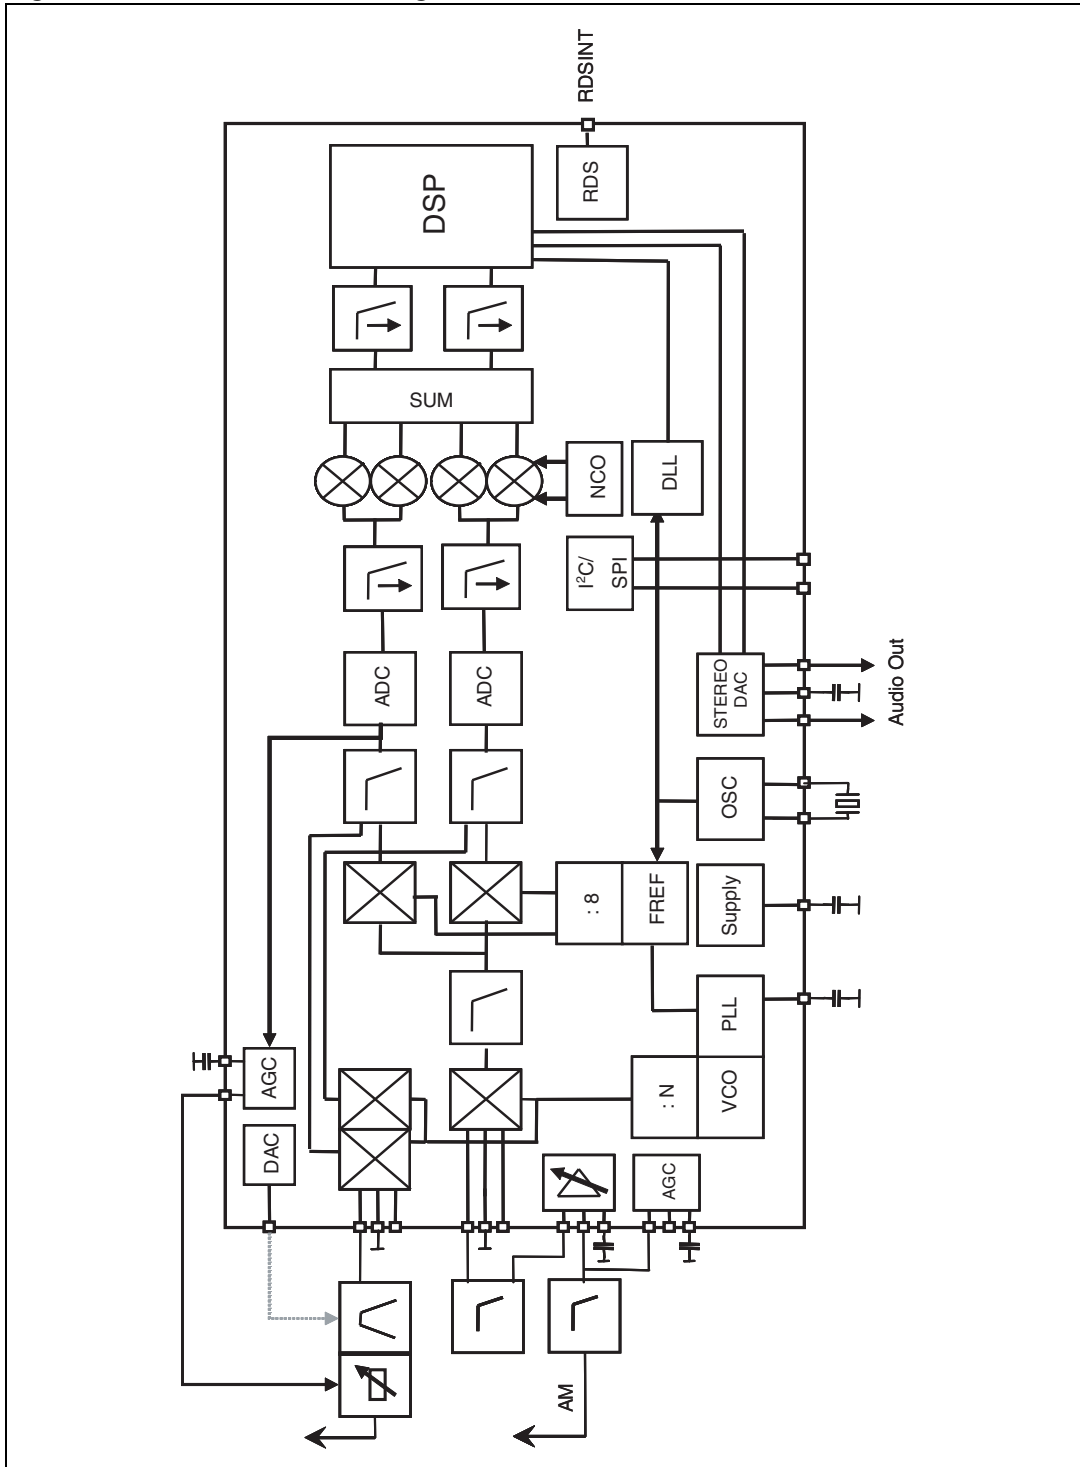 RDSINT
DSP
RDS
SUM
NCO
DLL
I²C/
SPI
ADC
ADC
STEREO
DAC
Audio Out
OSC
: 8
FREF
Supply
PLL
AGC
: N
VCO
DAC
AGC
AM